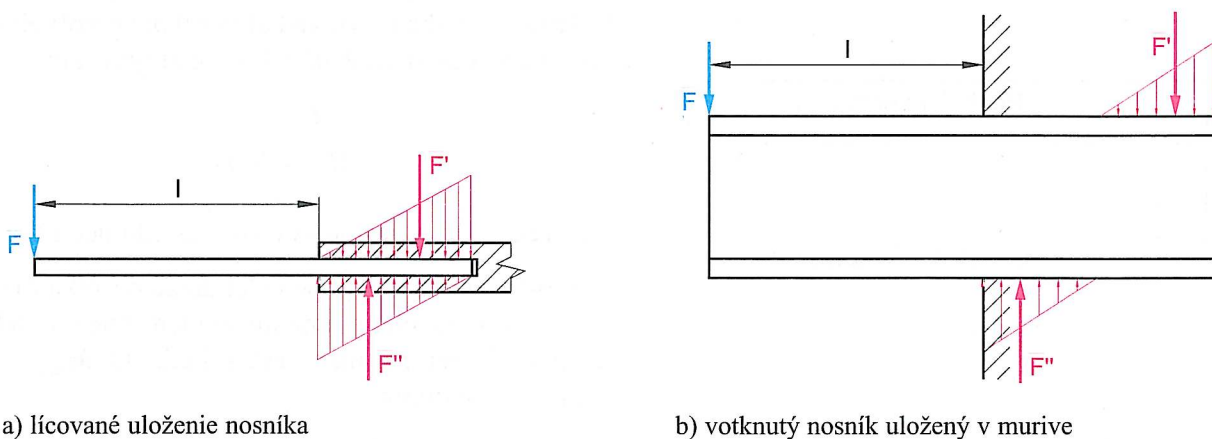 F
l
F'
F"
a) lícované uloženie nosníka
F
l
F'
F"
b) votknutý nosník uložený v murive